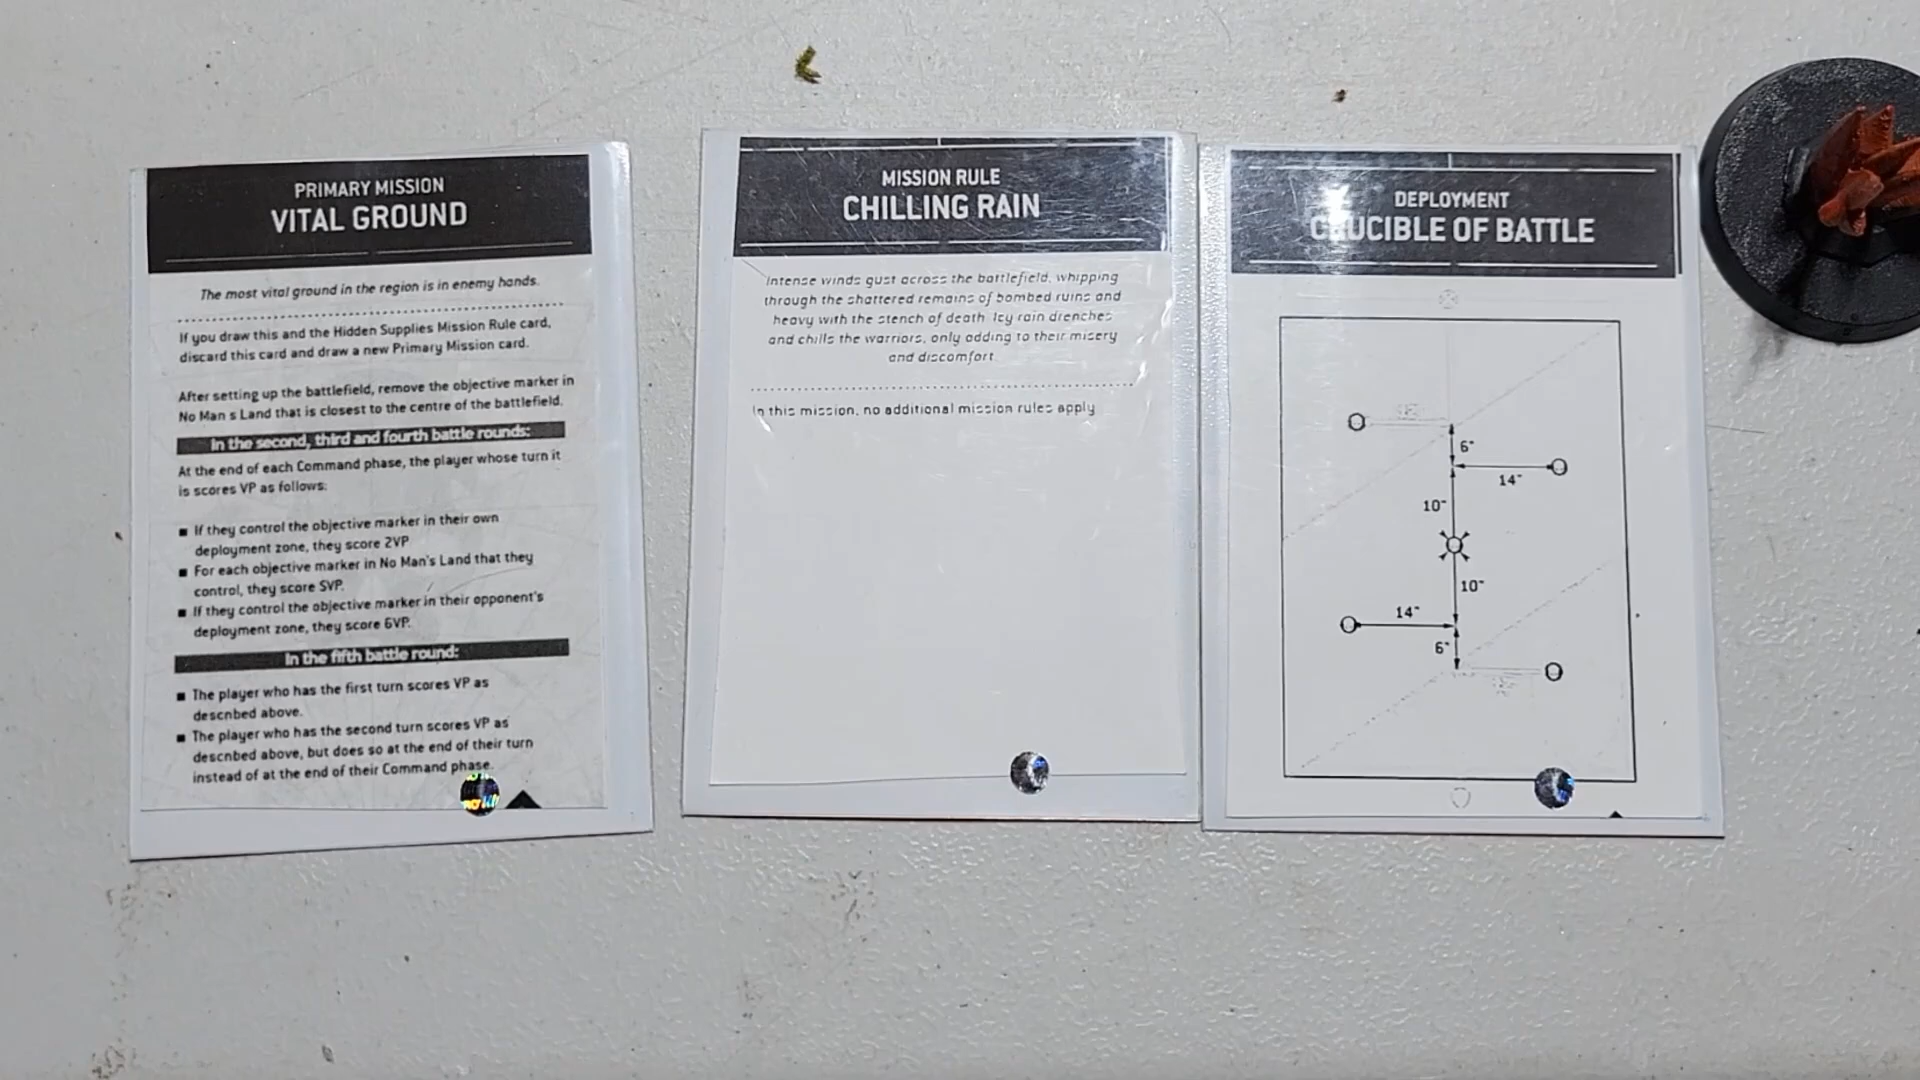 PRIMARY MISSION
VITAL GROUND
The most vital ground in the region is in enemy hands.
If you draw this and the Hidden Supplies Mission Rule card,
discard this card and draw a new Primary Mission card.
After setting up the battlefield, remove the objective marker in
No Man s Land that is closest to the centre of the battlefield.
In the second, third and fourth battle rounds:
At the end of each Command phase, the player whose turn it
is scores VP as follows:
■ If they control the objective marker in their own
deployment zone, they score 2VP
■ For each objective marker in No Man's Land that they
control, they score 5VP.
■ If they control the objective marker in their opponent's
deployment zone, they score 6VP.
In the fifth battle round:
■ The player who has the first turn scores VP as
descnbed above.
■ The player who has the second turn scores VP as
descnbed above, but does so at the end of their turn
instead of at the end of their Command phase.
MISSION RULE
CHILLING RAIN
Intense winds gust across the battlefield, whipping
through the shattered remains of bombed ruins and
heavy with the stench of death. Icy rain drenches
and chills the warriors, only adding to their misery
and discomfort
In this mission, no additional mission rules apply
DEPLOYMENT
CRUCIBLE OF BATTLE
6"
14"
10"
10"
14"
6"